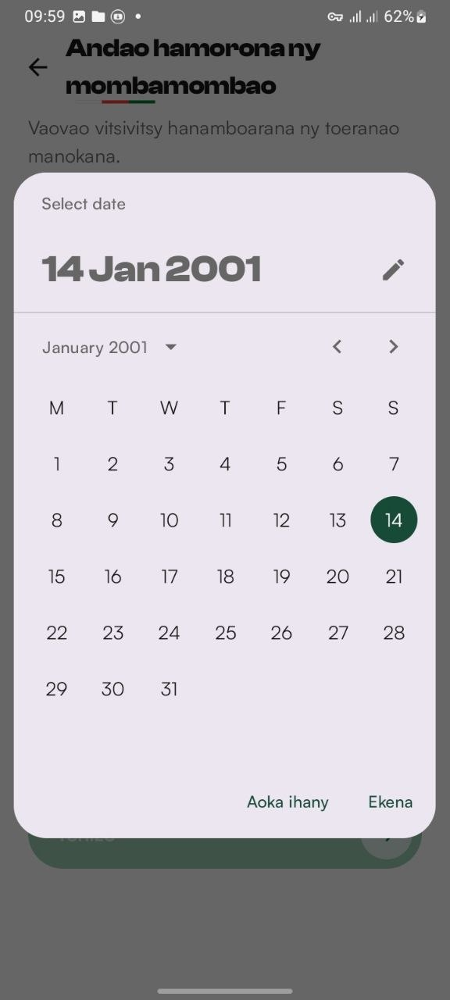 09:59
62%
Andao hamorona ny
mombamombao
Vaovao vitsivitsy hanamboarana ny toeranao
manokana.
Select date
14 Jan 2001
January 2001
M T W T F S S
1 2 3 4 5 6 7
8 9 10 11 12 13 14
15 16 17 18 19 20 21
22 23 24 25 26 27 28
29 30 31
Aoka ihany Ekena